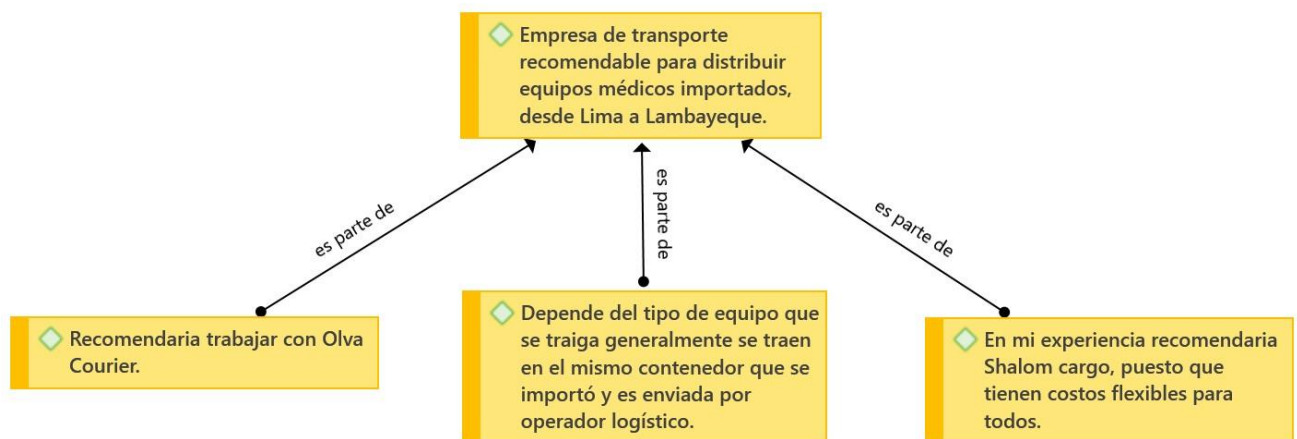 Empresa de transporte
recomendable para distribuir
equipos médicos importados,
desde Lima a Lambayeque.
es parte de
es parte de
es parte de
Recomendaria trabajar con Olva
Courier.
Depende del tipo de equipo que
se traiga generalmente se traen
en el mismo contenedor que se
importó y es enviada por
operador logístico.
En mi experiencia recomendaria
Shalom cargo, puesto que
tienen costos flexibles para
todos.